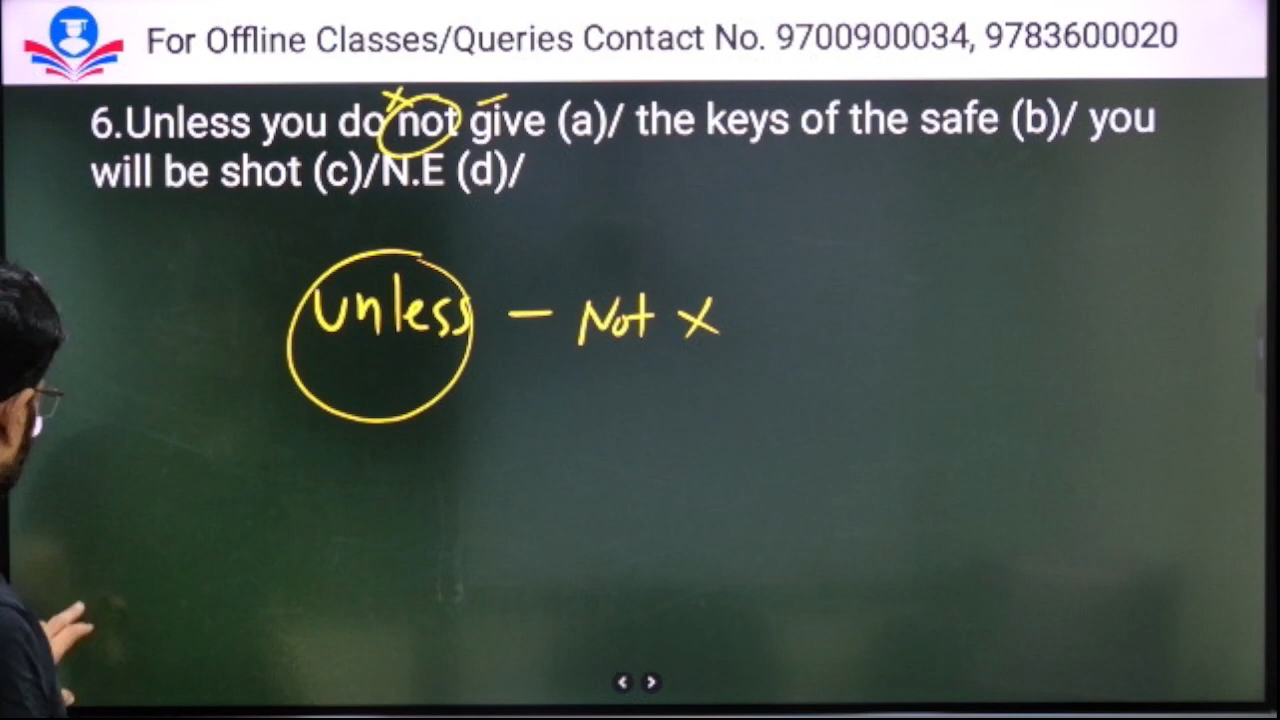 For Offline Classes/Queries Contact No. 9700900034, 9783600020
6.Unless you do not give (a)/ the keys of the safe (b)/ you
will be shot (c)/N.E (d)/
Unless – Not x